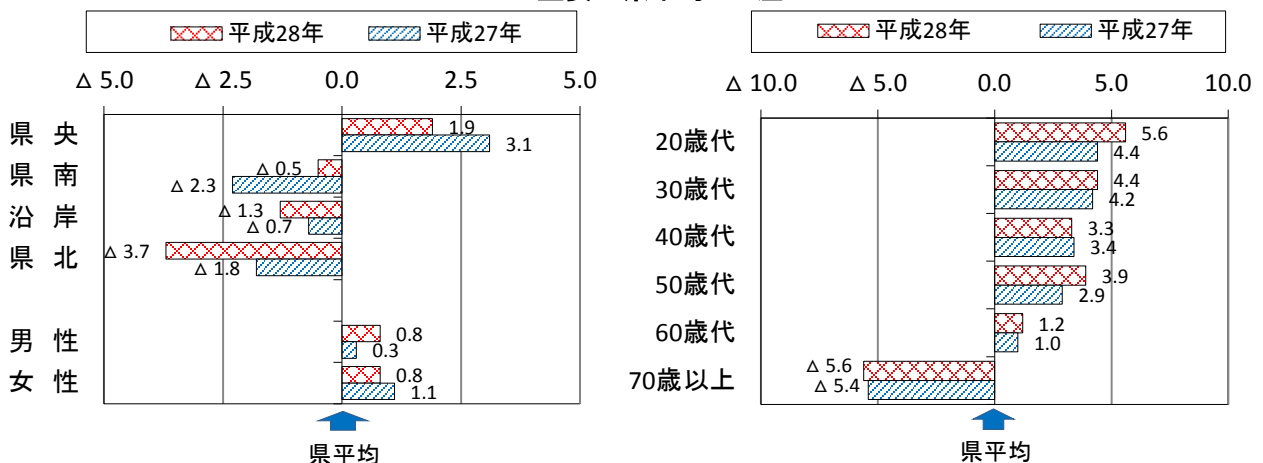 平成28年 平成27年
△ 5.0 △ 2.5 0.0 2.5 5.0
県 央 1.9
3.1
県 南 △ 0.5
△ 2.3
沿 岸 △ 1.3
△ 0.7
県 北 △ 3.7
△ 1.8
男 性 0.8
0.3
女 性 0.8
1.1
県平均
平成28年 平成27年
△ 10.0 △ 5.0 0.0 5.0 10.0
20歳代 5.6
4.4
30歳代 4.4
4.2
40歳代 3.3
3.4
50歳代 3.9
2.9
60歳代 1.2
1.0
70歳以上 △ 5.6
△ 5.4
県平均